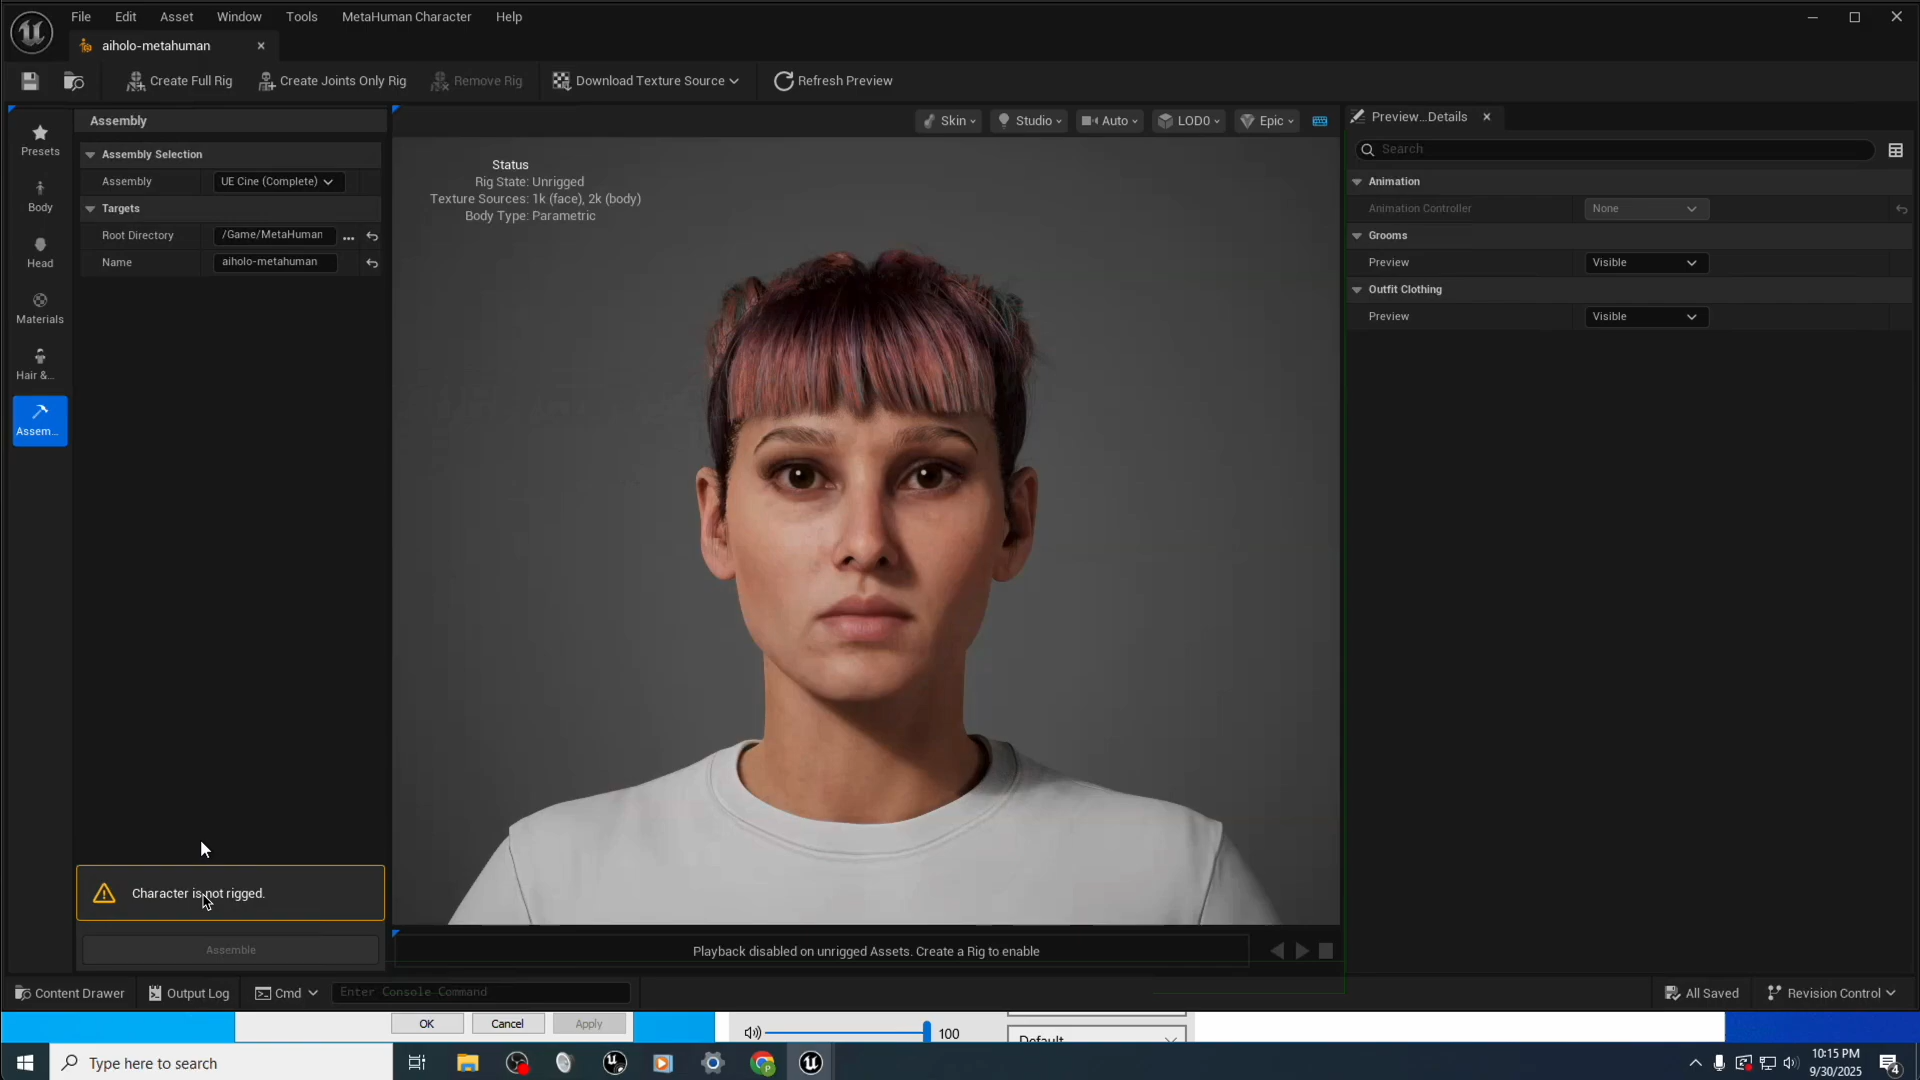 File Edit Asset Window Tools MetaHuman Character Help
aiholo-metahuman
Create Full Rig Create Joints Only Rig Remove Rig Download Texture Source Refresh Preview
Presets
Body
Head
Materials
Hair &...
Assem...
Assembly
Assembly Selection
Assembly UE Cine (Complete)
Targets
Root Directory /Game/MetaHuman ...
Name aiholo-metahuman
Character is not rigged.
Assemble
Skin Studio Auto LOD0 Epic
Status
Rig State: Unrigged
Texture Sources: 1k (face), 2k (body)
Body Type: Parametric
Playback disabled on unrigged Assets. Create a Rig to enable
Preview...Details
Search
Animation
Animation Controller None
Grooms
Preview Visible
Outfit Clothing
Preview Visible
Content Drawer Output Log Cmd Enter Console Command All Saved Revision Control
OK Cancel Apply 100 Default
Type here to search
10:15 PM
9/30/2025
4